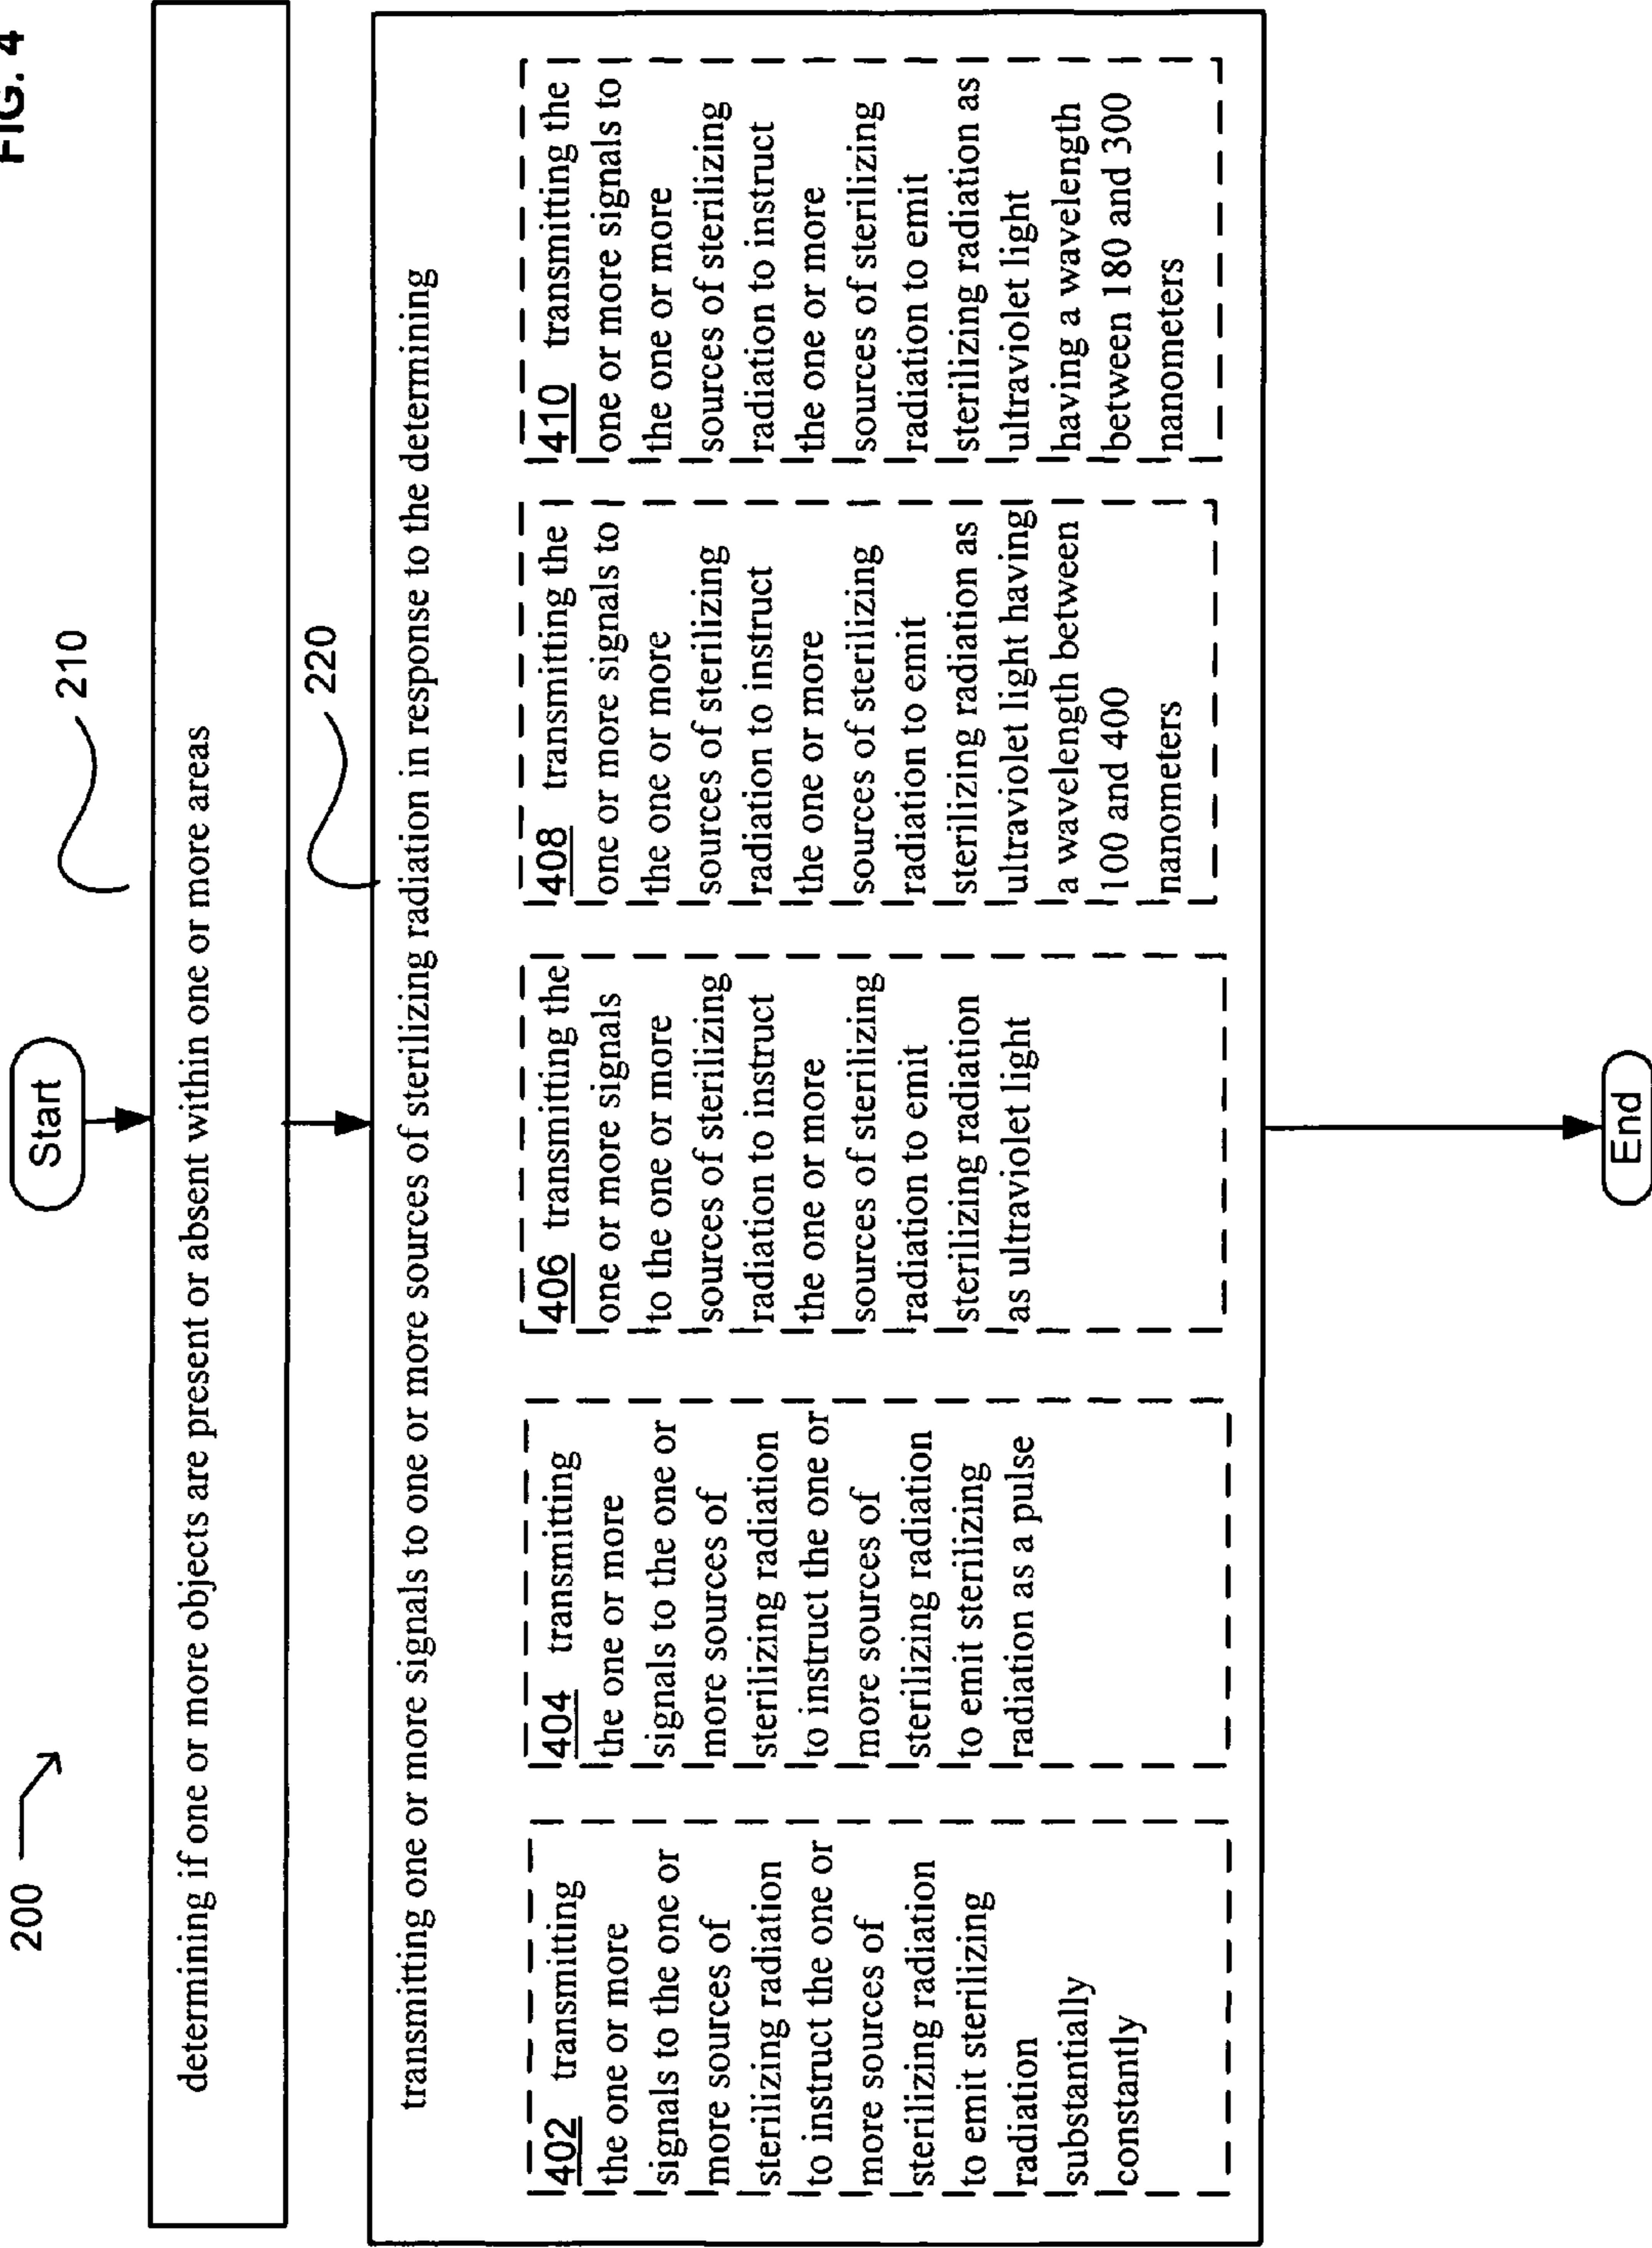 FIG. 4
200
Start
210
determining if one or more objects are present or absent within one or more areas
220
transmitting one or more signals to one or more sources of sterilizing radiation in response to the determining
402 transmitting
the one or more
signals to the one or
more sources of
sterilizing radiation
to instruct the one or
more sources of
sterilizing radiation
to emit sterilizing
radiation
substantially
constantly
404 transmitting
the one or more
signals to the one or
more sources of
sterilizing radiation
to instruct the one or
more sources of
sterilizing radiation
to emit sterilizing
radiation as a pulse
406 transmitting the
one or more signals
to the one or more
sources of sterilizing
radiation to instruct
the one or more
sources of sterilizing
radiation to emit
sterilizing radiation
as ultraviolet light
408 transmitting the
one or more signals to
the one or more
sources of sterilizing
radiation to instruct
the one or more
sources of sterilizing
radiation to emit
sterilizing radiation as
ultraviolet light having
a wavelength between
100 and 400
nanometers
410 transmitting the
one or more signals to
the one or more
sources of sterilizing
radiation to instruct
the one or more
sources of sterilizing
radiation to emit
sterilizing radiation as
ultraviolet light
having a wavelength
between 180 and 300
nanometers
End